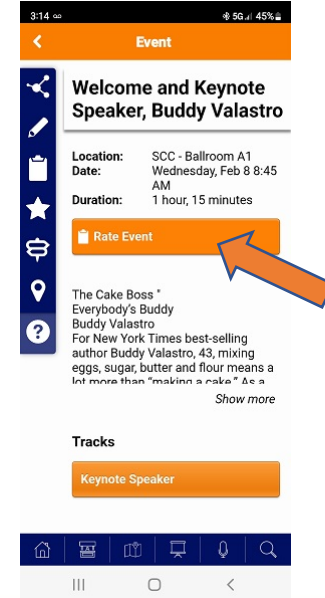 3:14
5G 45%
Event
Welcome and Keynote
Speaker, Buddy Valastro
Location: SCC - Ballroom A1
Date: Wednesday, Feb 8 8:45
AM
Duration: 1 hour, 15 minutes
Rate Event
The Cake Boss "
Everybody's Buddy
Buddy Valastro
For New York Times best-selling
author Buddy Valastro, 43, mixing
eggs, sugar, butter and flour means a
lot more than "making a cake." As a
Show more
Tracks
Keynote Speaker